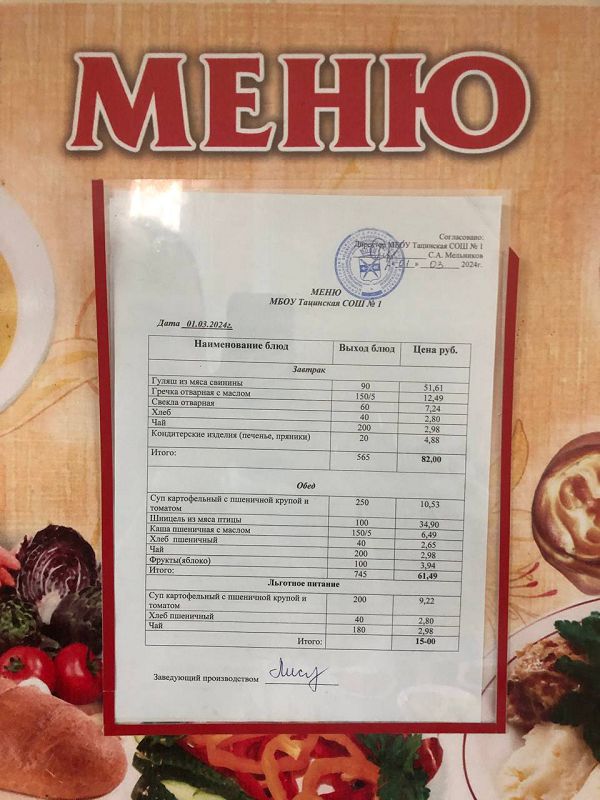 МЕНЮ
Согласовано:
Директор МБОУ Тацинская СОШ № 1
С.А. Мельников
«01» 03 2024г.
МЕНЮ
МБОУ Тацинская СОШ № 1
Дата 01.03.2024г.
Наименование блюд Выход блюд Цена руб.
Завтрак
Гуляш из мяса свинины 90 51,61
Гречка отварная с маслом 150/5 12,49
Свекла отварная 60 7,24
Хлеб 40 2,80
Чай 200 2,98
Кондитерские изделия (печенье, пряники) 20 4,88
Итого: 565 82,00
Обед
Суп картофельный с пшеничной крупой и 250 10,53
томатом
Шницель из мяса птицы 100 34,90
Каша пшеничная с маслом 150/5 6,49
Хлеб пшеничный 40 2,65
Чай 200 2,98
Фрукты(яблоко) 100 3,94
Итого: 745 61,49
Льготное питание
Суп картофельный с пшеничной крупой и 200 9,22
томатом
Хлеб пшеничный 40 2,80
Чай 180 2,98
Итого: 15-00
Заведующий производством